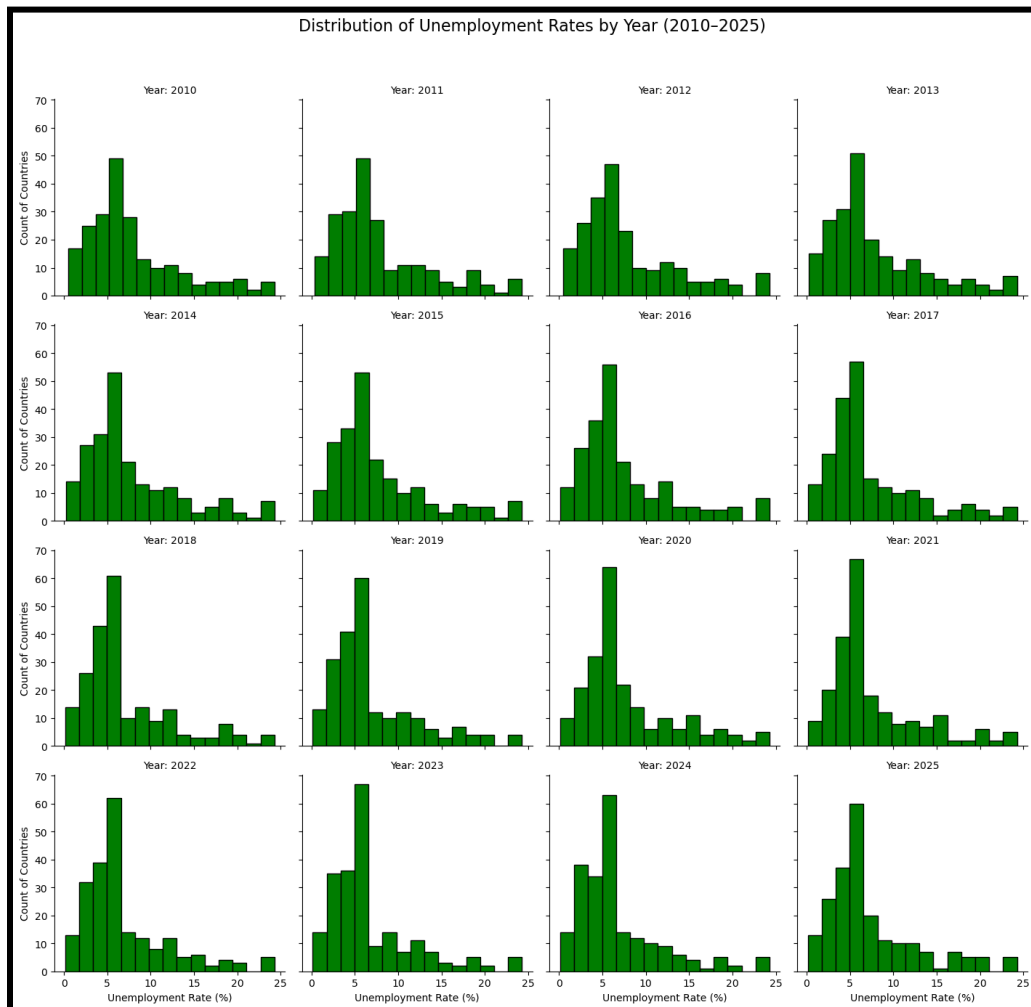 Distribution of Unemployment Rates by Year (2010–2025)
Year: 2010
Year: 2011
Year: 2012
Year: 2013
70
60
50
40
30
20
10
0
Count of Countries
Year: 2014
Year: 2015
Year: 2016
Year: 2017
70
60
50
40
30
20
10
0
Count of Countries
Year: 2018
Year: 2019
Year: 2020
Year: 2021
70
60
50
40
30
20
10
0
Count of Countries
Year: 2022
Year: 2023
Year: 2024
Year: 2025
70
60
50
40
30
20
10
0
Count of Countries
0 5 10 15 20 25
0 5 10 15 20 25
0 5 10 15 20 25
0 5 10 15 20 25
Unemployment Rate (%)
Unemployment Rate (%)
Unemployment Rate (%)
Unemployment Rate (%)